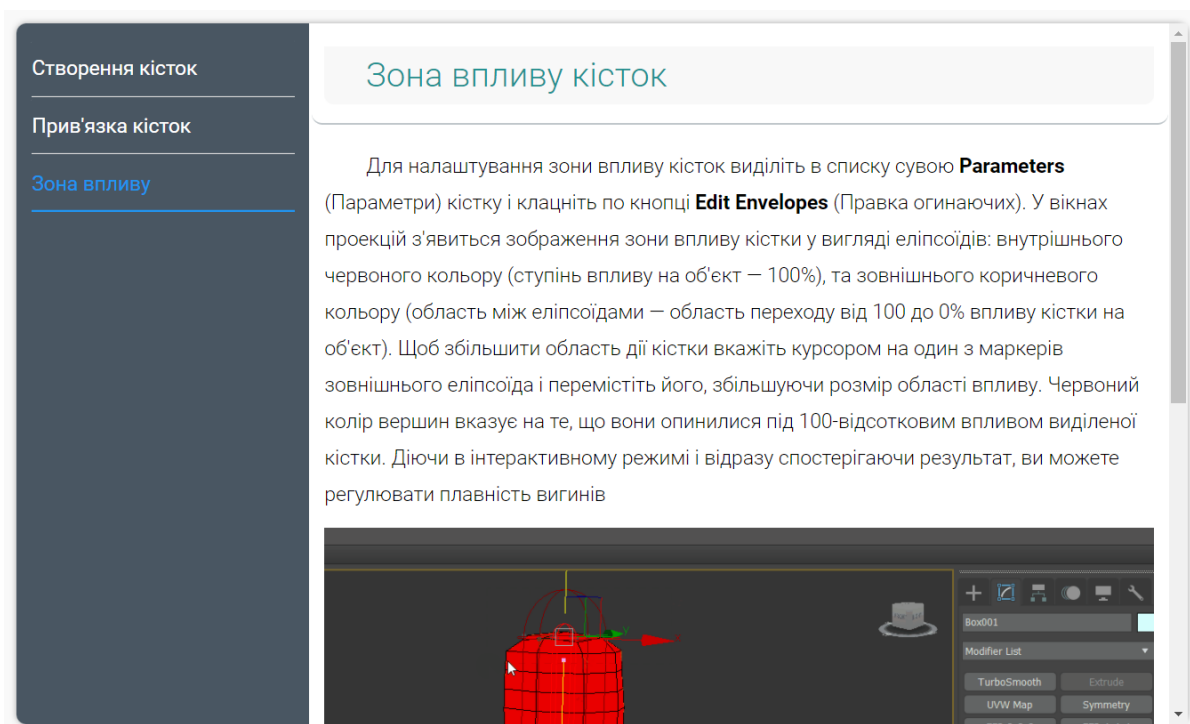 Створення кісток
Прив'язка кісток
Зона впливу
Зона впливу кісток
Для налаштування зони впливу кісток виділіть в списку сувою Parameters
(Параметри) кістку і клацніть по кнопці Edit Envelopes (Правка огинаючих). У вікнах
проекцій з'явиться зображення зони впливу кістки у вигляді еліпсоїдів: внутрішнього
червоного кольору (ступінь впливу на об'єкт — 100%), та зовнішнього коричневого
кольору (область між еліпсоїдами — область переходу від 100 до 0% впливу кістки на
об'єкт). Щоб збільшити область дії кістки вкажіть курсором на один з маркерів
зовнішнього еліпсоїда і перемістіть його, збільшуючи розмір області впливу. Червоний
колір вершин вказує на те, що вони опинилися під 100-відсотковим впливом виділеної
кістки. Діючи в інтерактивному режимі і відразу спостерігаючи результат, ви можете
регулювати плавність вигинів
Box001
Modifier List
TurboSmooth Extrude
UVW Map Symmetry